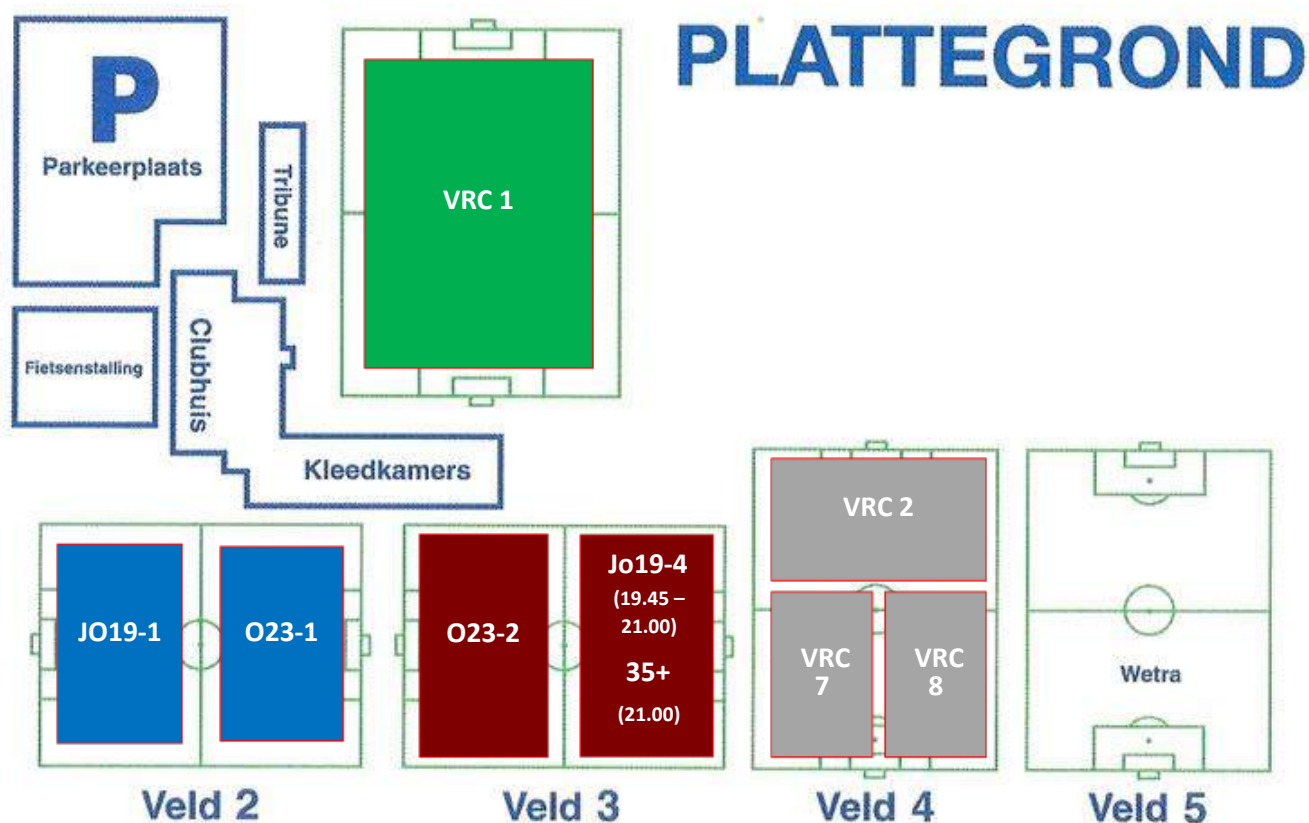 PLATTEGROND
P
Parkeerplaats
Tribune
VRC 1
Fietsenstalling
Clubhuis
Kleedkamers
JO19-1
O23-1
O23-2
Jo19-4
(19.45 –
21.00)
35+
(21.00)
VRC 2
VRC
7
VRC
8
Wetra
Veld 2
Veld 3
Veld 4
Veld 5